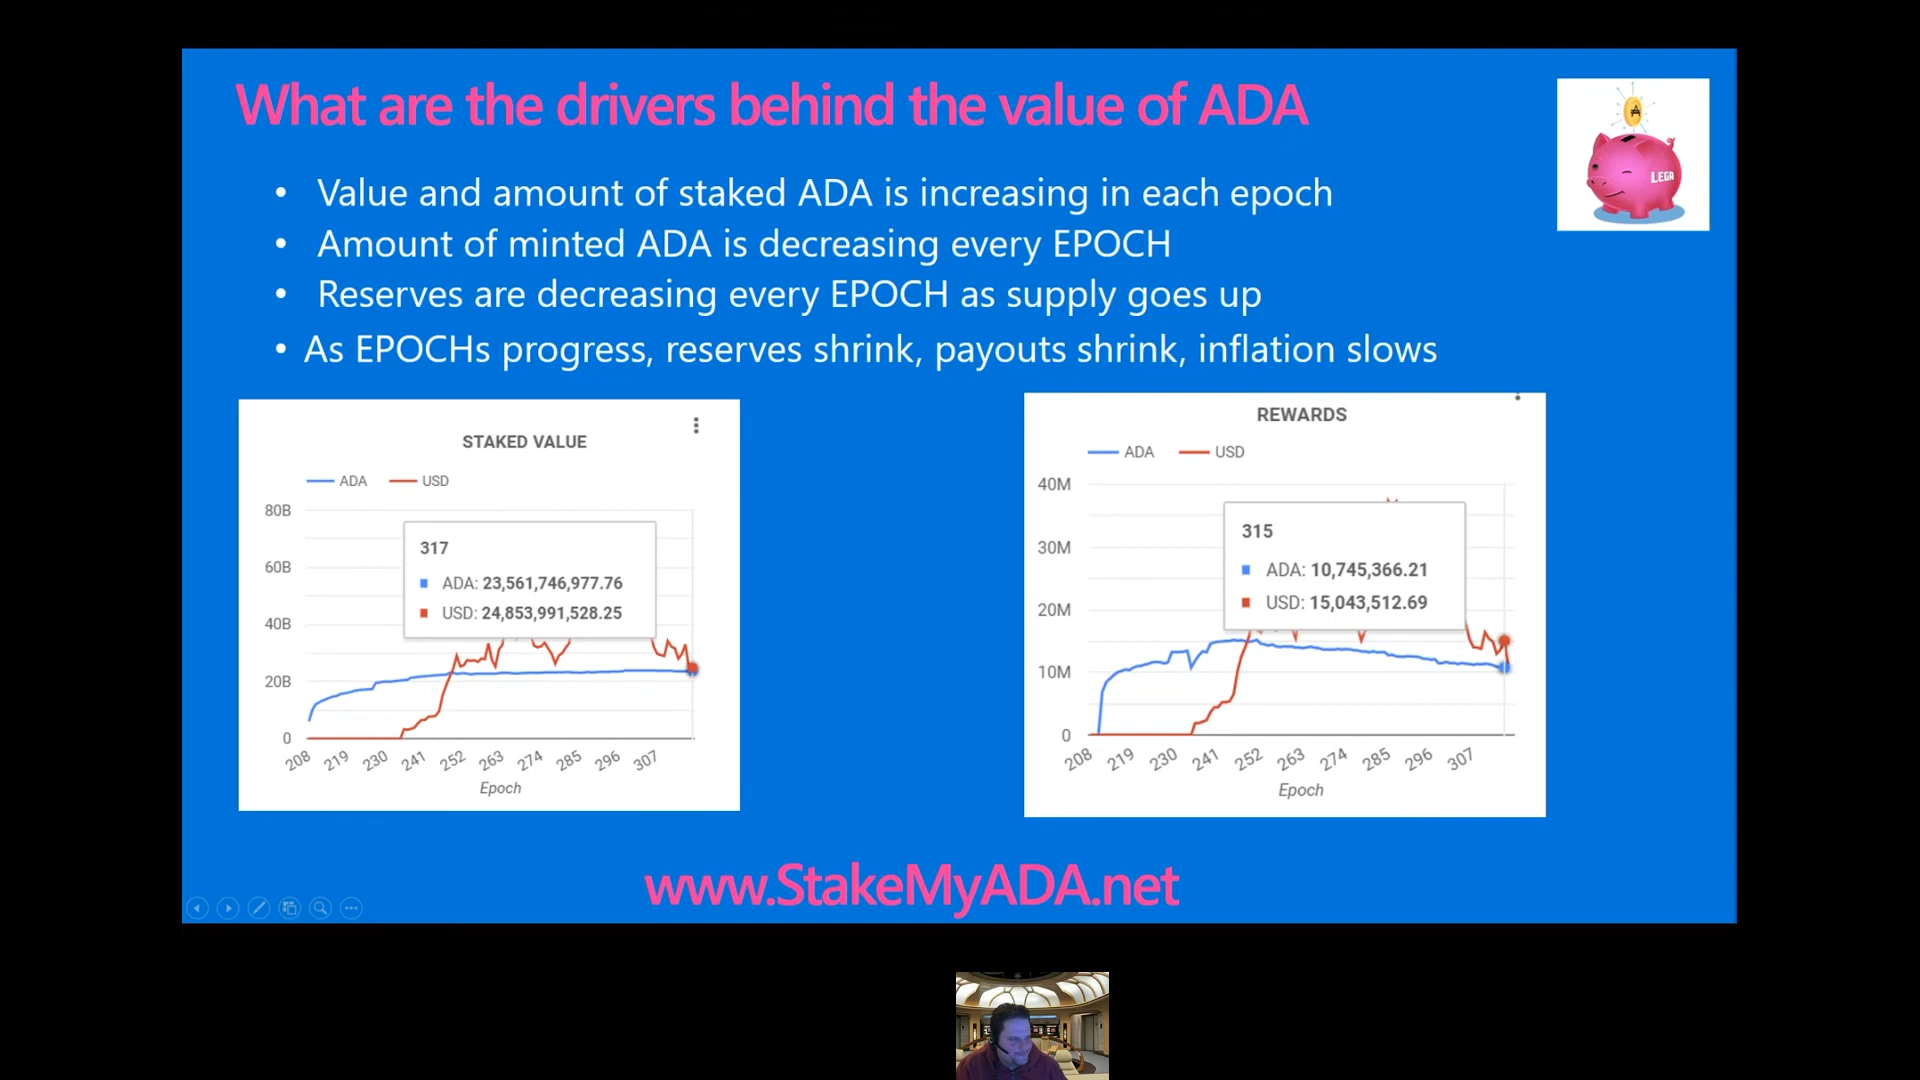 What are the drivers behind the value of ADA
LEGA
• Value and amount of staked ADA is increasing in each epoch
• Amount of minted ADA is decreasing every EPOCH
• Reserves are decreasing every EPOCH as supply goes up
• As EPOCHs progress, reserves shrink, payouts shrink, inflation slows
STAKED VALUE
ADA USD
80B
60B
40B
20B
0
317
ADA: 23,561,746,977.76
USD: 24,853,991,528.25
208 219 230 241 252 263 274 285 296 307
Epoch
REWARDS
ADA USD
40M
30M
20M
10M
0
315
ADA: 10,745,366.21
USD: 15,043,512.69
208 219 230 241 252 263 274 285 296 307
Epoch
www.StakeMyADA.net